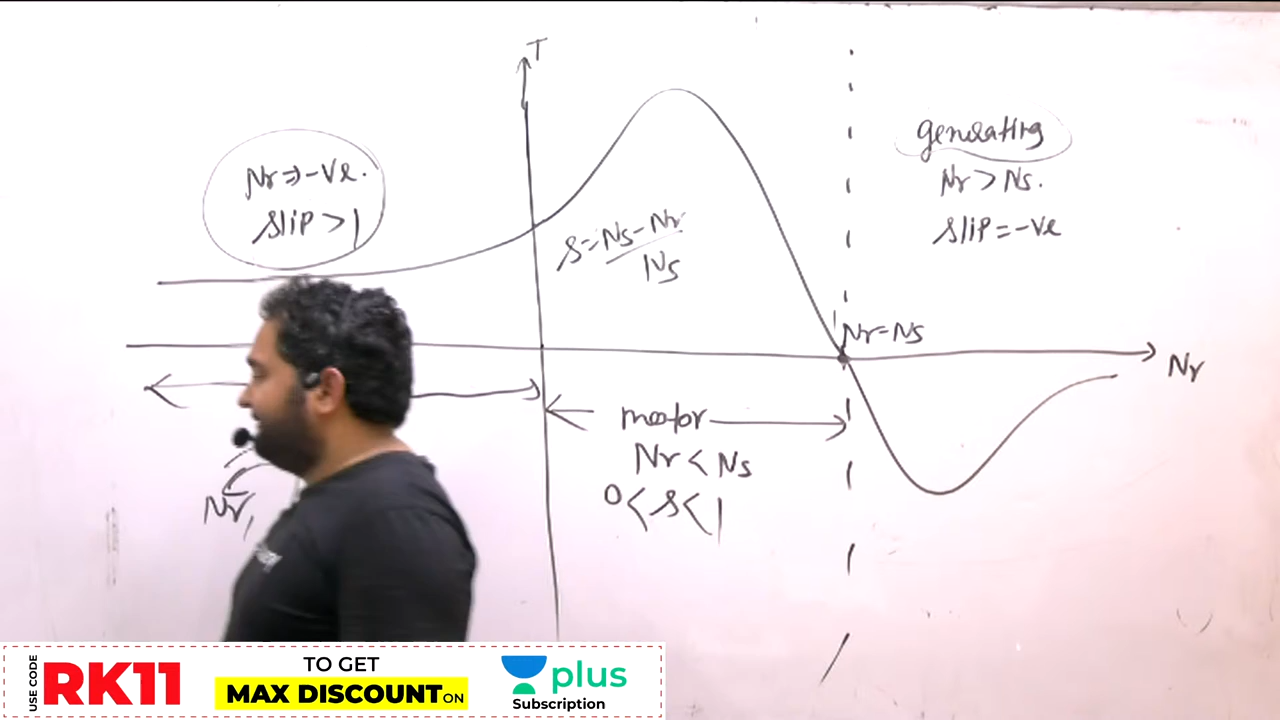 T
Nr ⇒ -ve.
slip > 1
generating
Nr > Ns.
slip = -ve
s = Ns - Nr
Ns
Nr = Ns
Nr
motor
Nr < Ns
0 < s < 1
Nr,
USE CODE
RK11
TO GET
MAX DISCOUNT ON
plus
Subscription